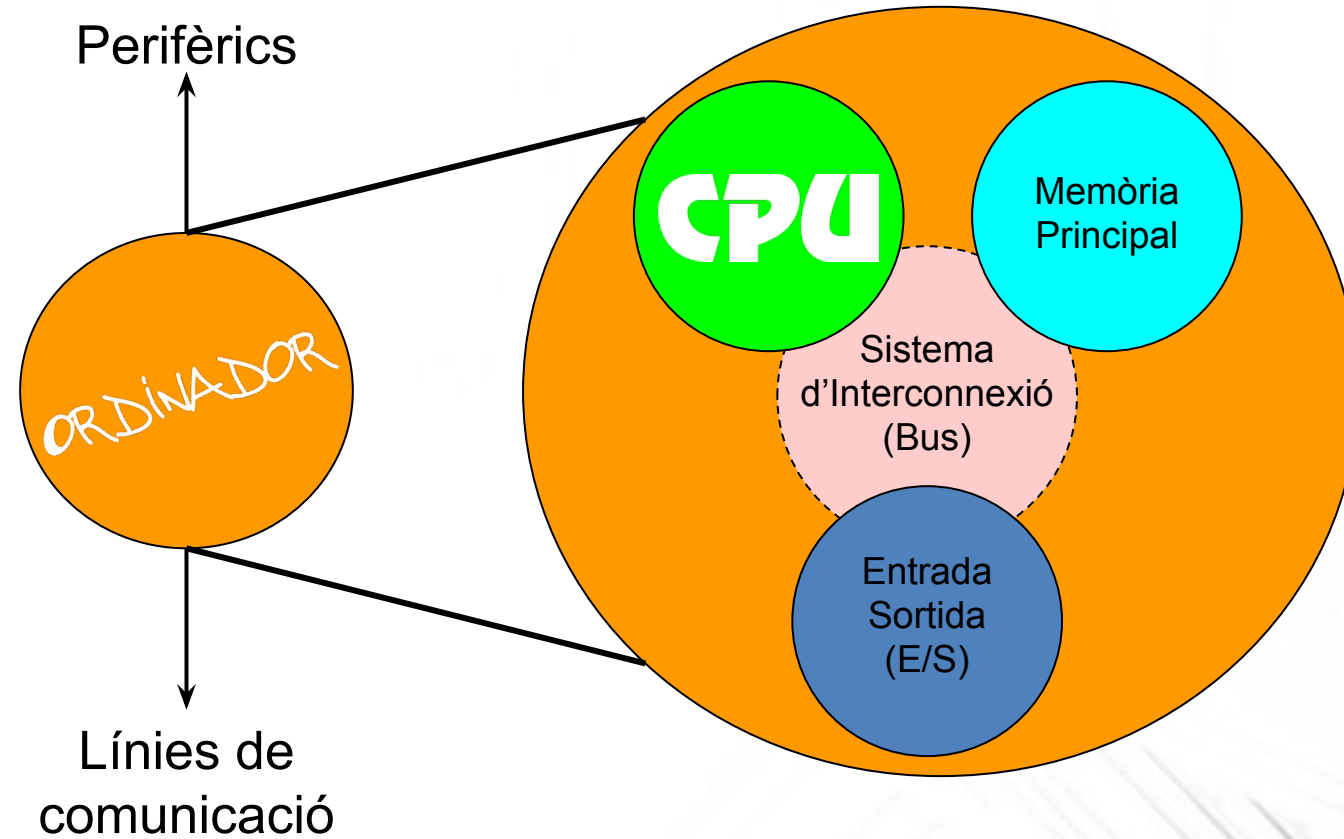 Perifèrics
ORDINADOR
Línies de
comunicació
CPU
Memòria
Principal
Sistema
d’Interconnexió
(Bus)
Entrada
Sortida
(E/S)